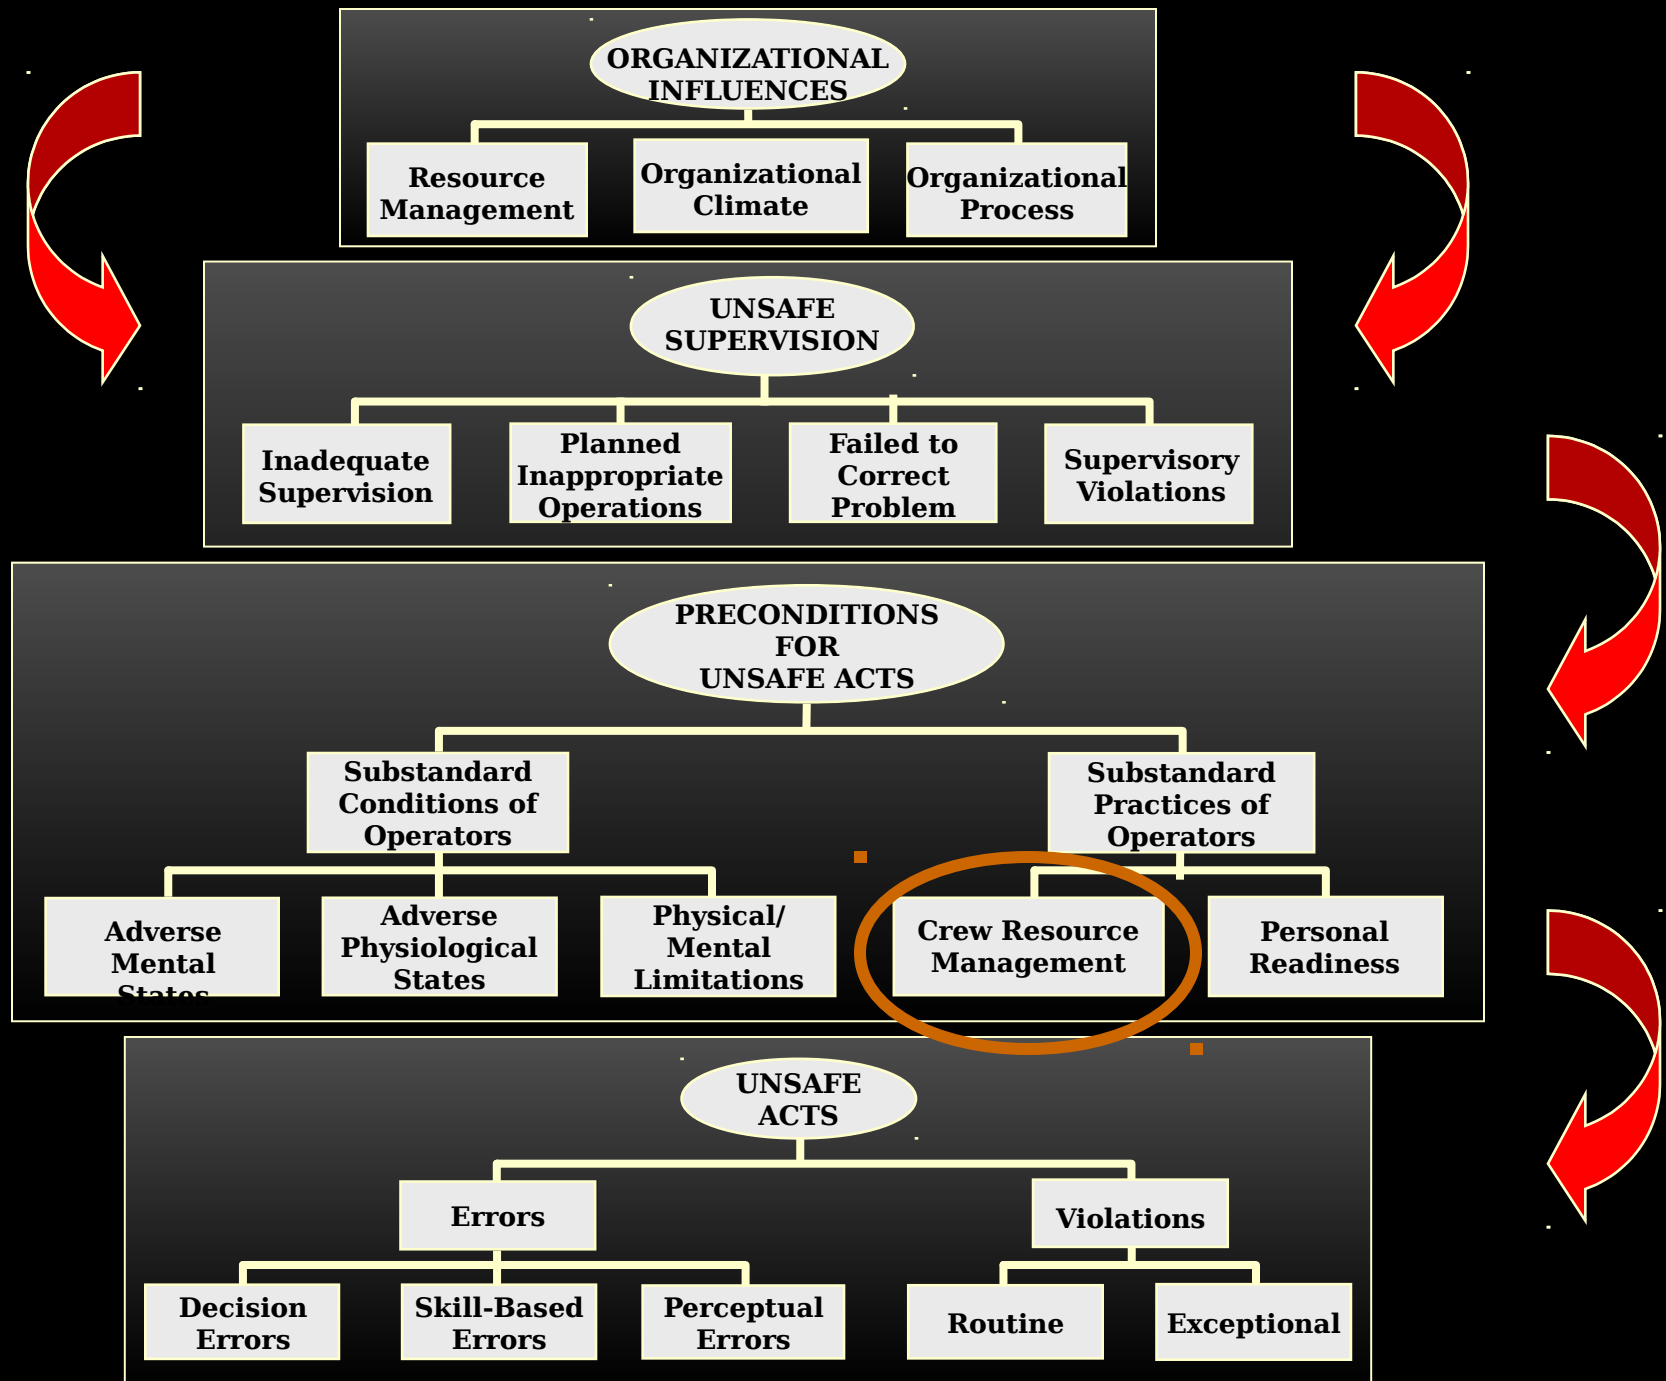 ORGANIZATIONAL
INFLUENCES
Resource
Management
Organizational
Climate
Organizational
Process
UNSAFE
SUPERVISION
Inadequate
Supervision
Planned
Inappropriate
Operations
Failed to
Correct
Problem
Supervisory
Violations
PRECONDITIONS
FOR
UNSAFE ACTS
Substandard
Conditions of
Operators
Substandard
Practices of
Operators
Adverse
Mental
States
Adverse
Physiological
States
Physical/
Mental
Limitations
Crew Resource
Management
Personal
Readiness
UNSAFE
ACTS
Errors
Violations
Decision
Errors
Skill-Based
Errors
Perceptual
Errors
Routine
Exceptional